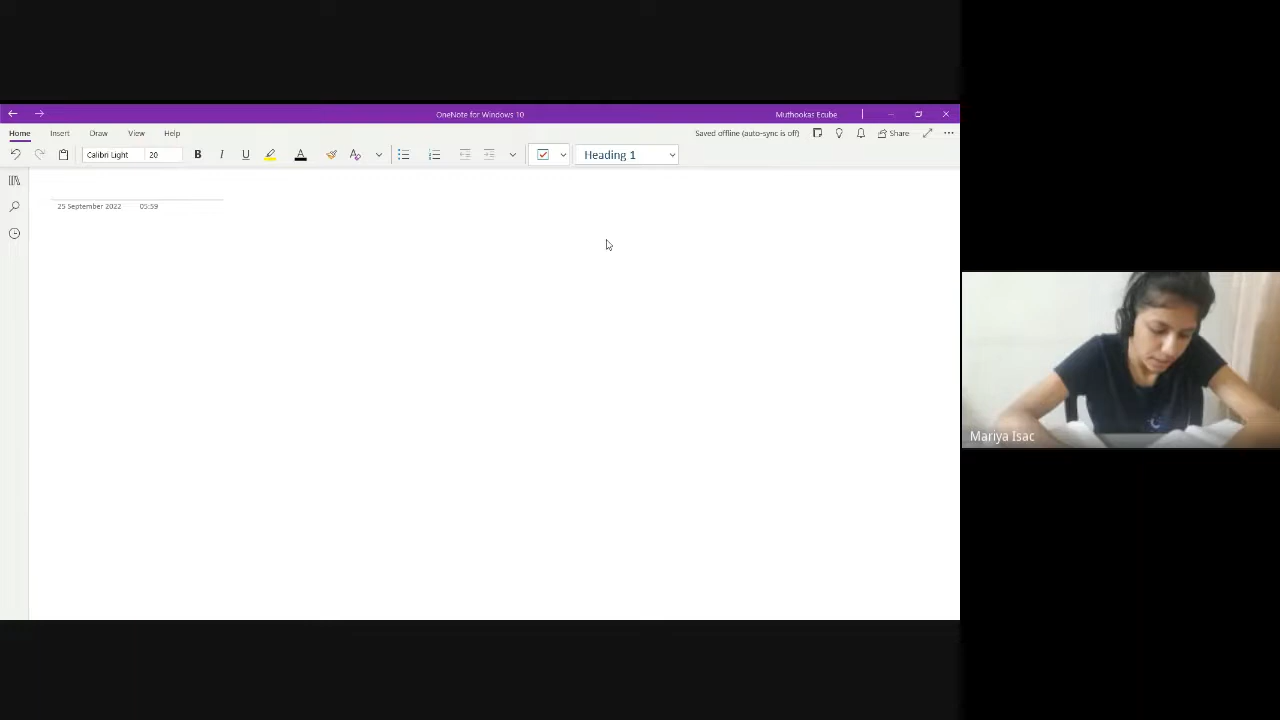 OneNote for Windows 10
Muthookas Ecube
Home Insert Draw View Help
Saved offline (auto-sync is off)
Share
Calibri Light 20 B I U A A Heading 1
25 September 2022 05:59
Mariya Isac